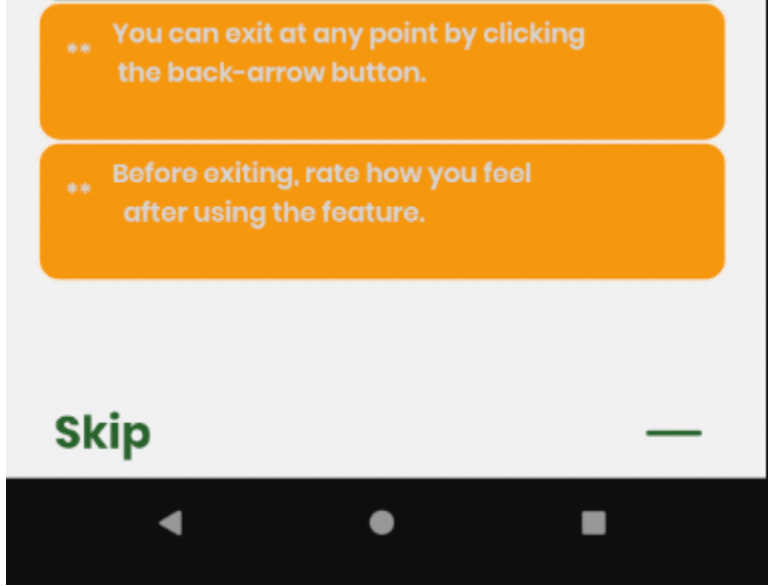 You can exit at any point by clicking
** the back-arrow button.
Before exiting, rate how you feel
** after using the feature.
Skip